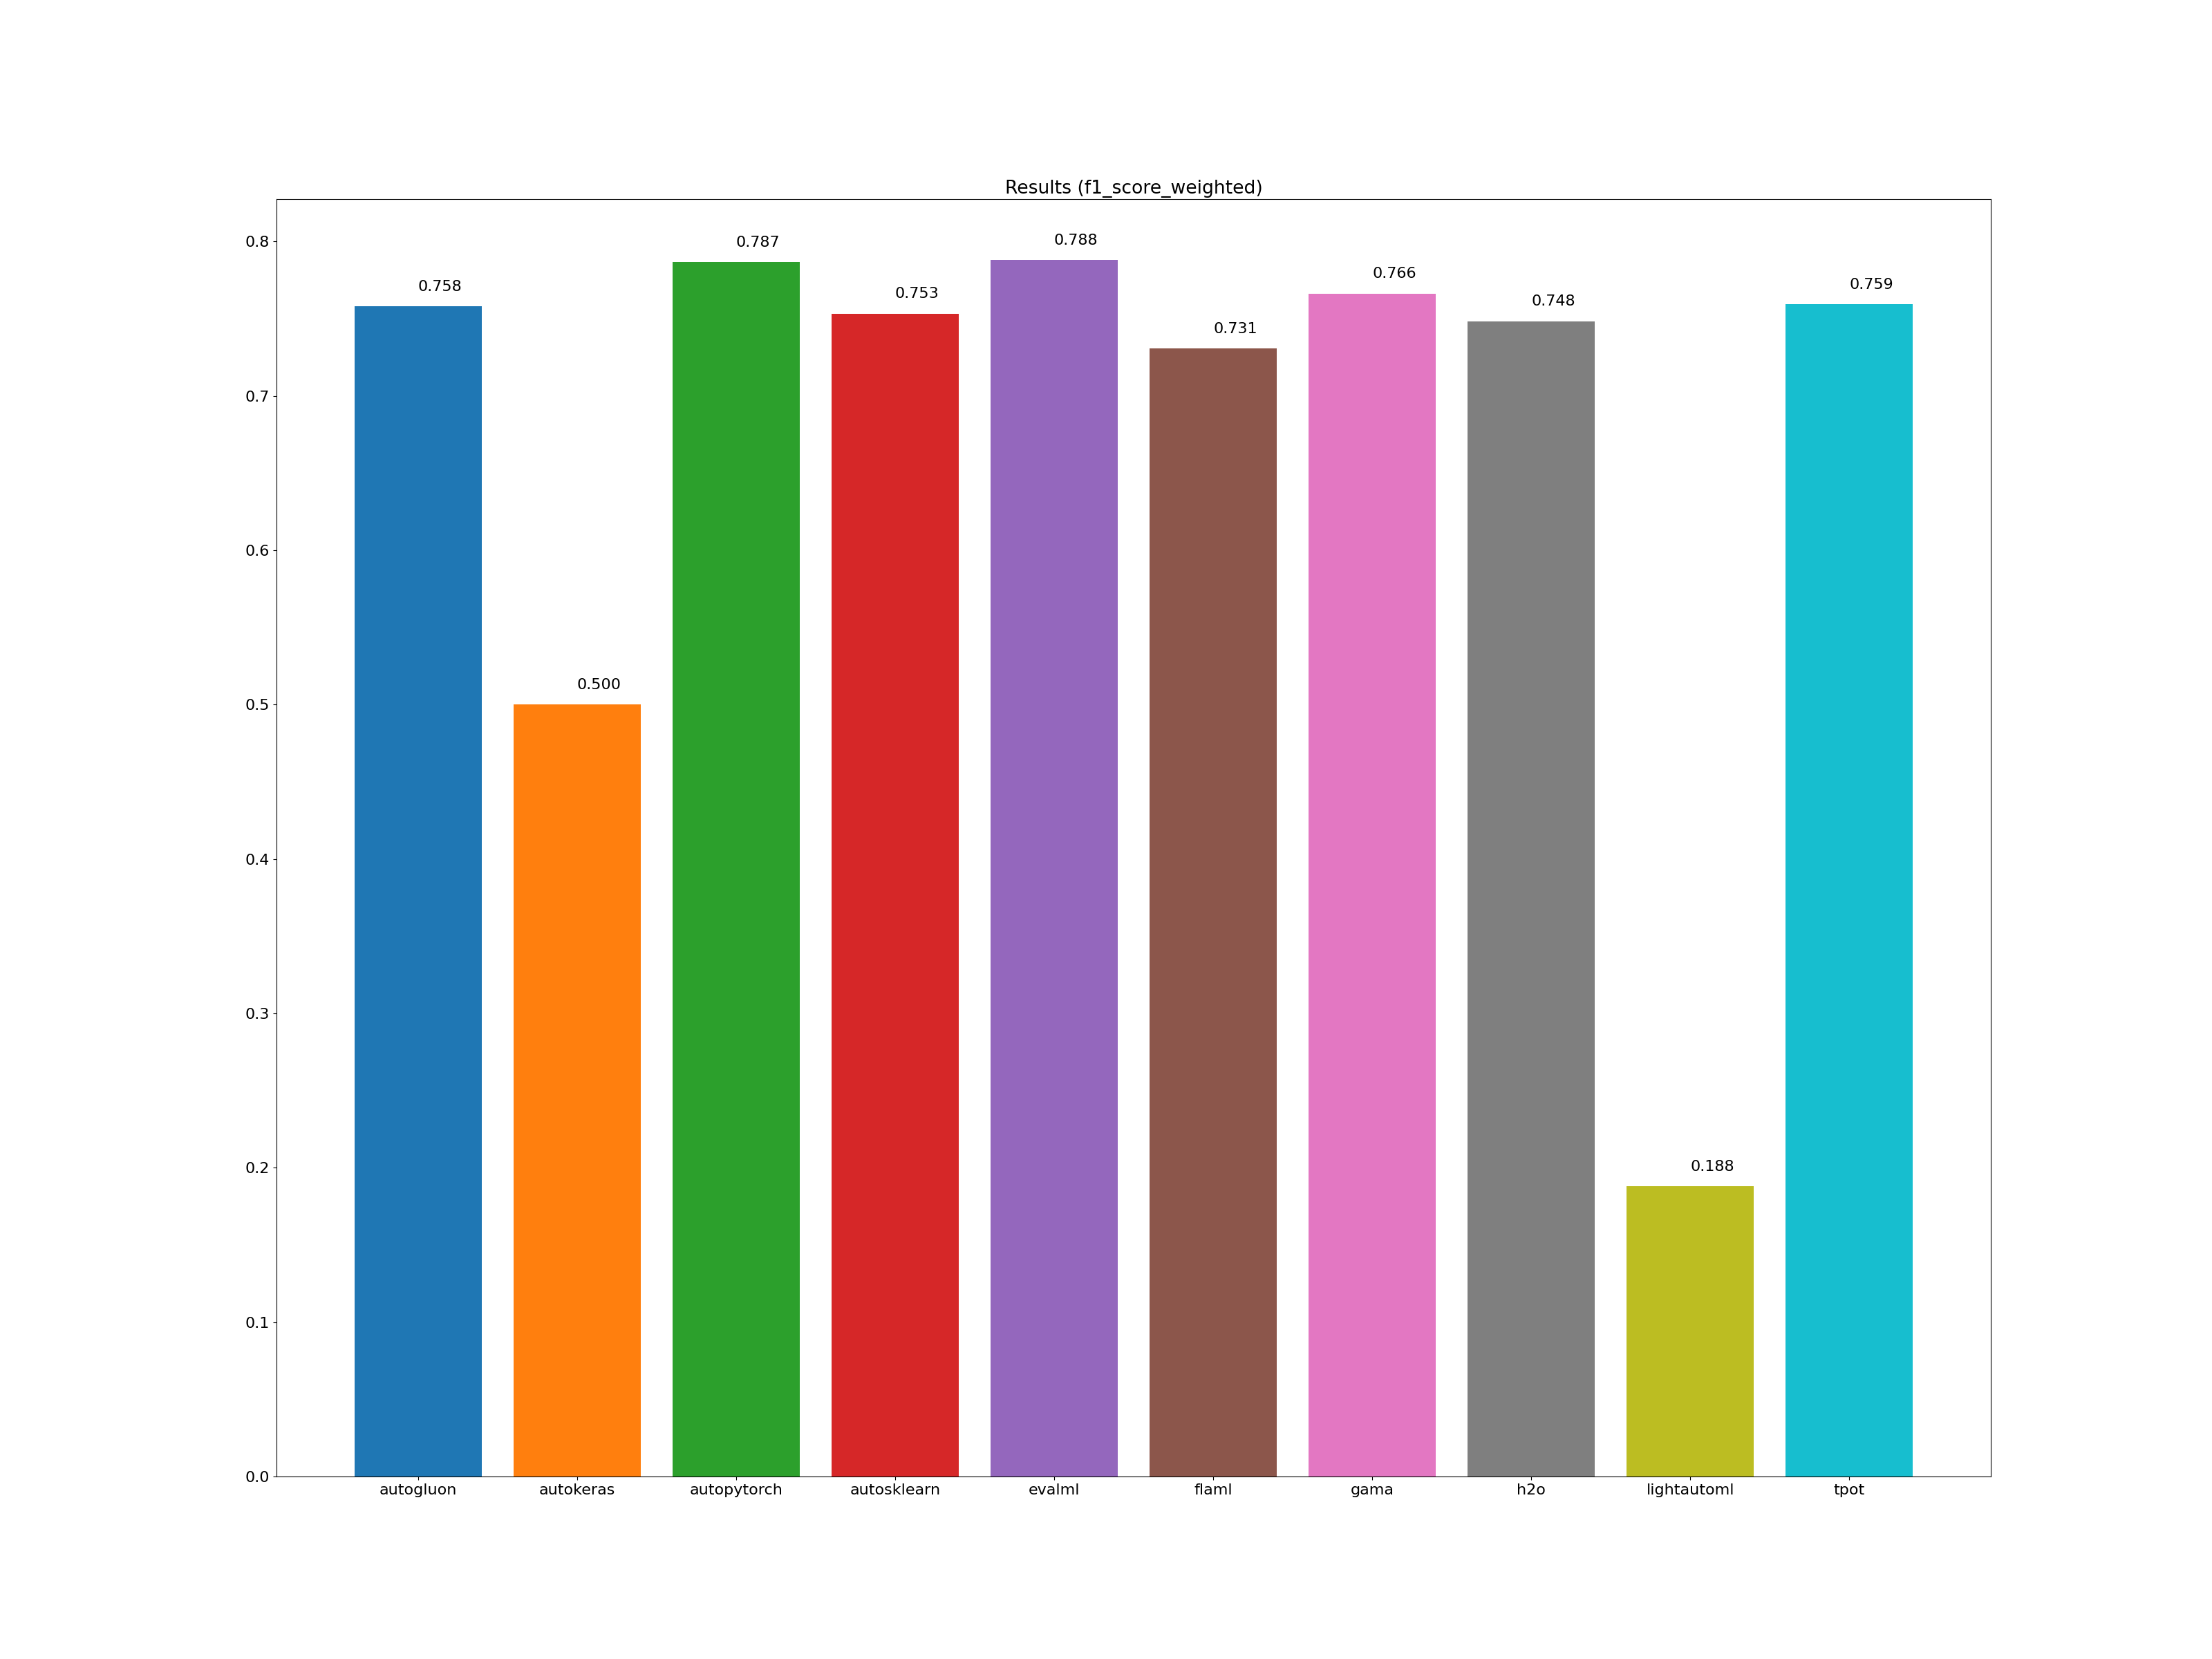 Results (f1_score_weighted)
0.8
0.7
0.6
0.5
0.4
0.3
0.2
0.1
0.0
0.758
0.500
0.787
0.753
0.788
0.731
0.766
0.748
0.188
0.759
autogluon
autokeras
autopytorch
autosklearn
evalml
flaml
gama
h2o
lightautoml
tpot